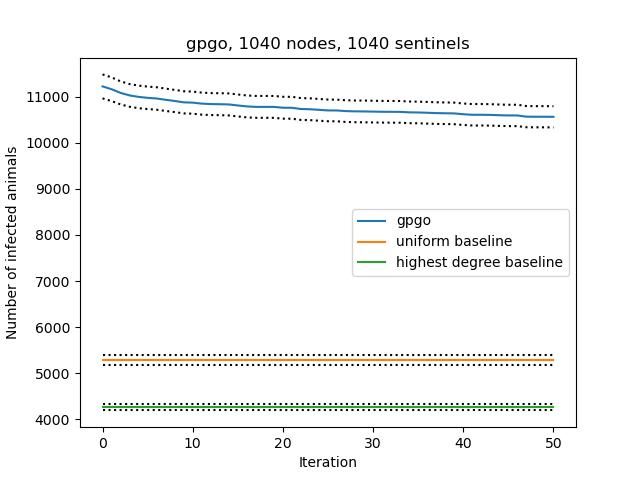 gpgo, 1040 nodes, 1040 sentinels
Number of infected animals
11000
10000
9000
8000
7000
6000
5000
4000
gpgo
uniform baseline
highest degree baseline
0 10 20 30 40 50
Iteration